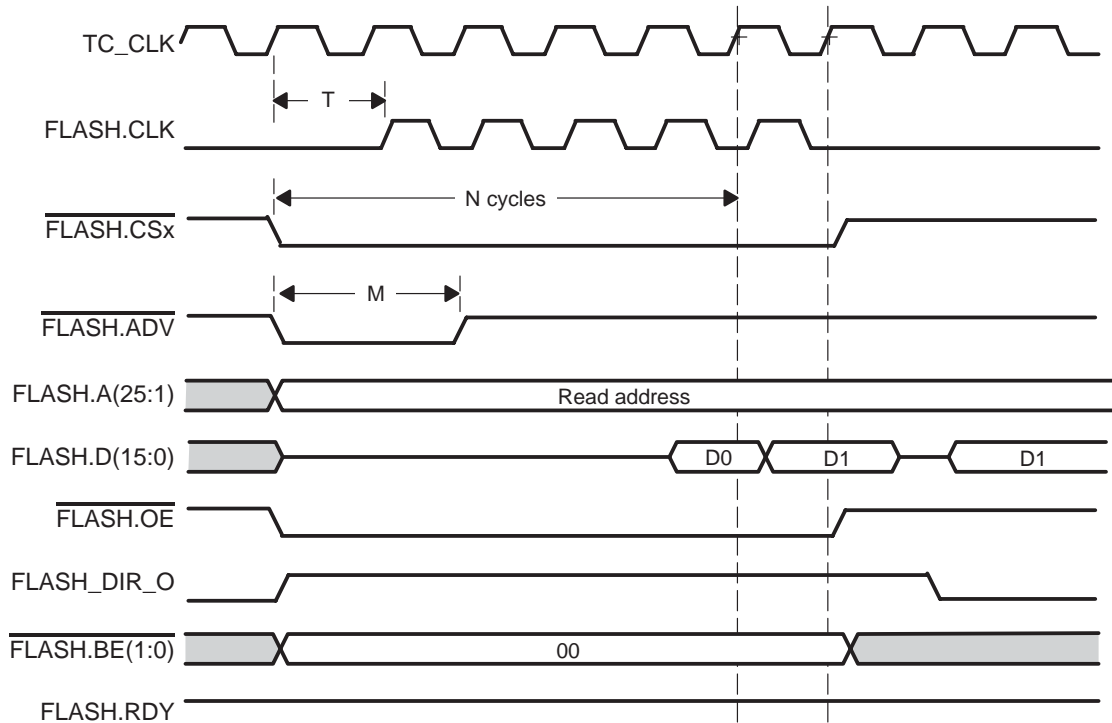 TC_CLK
T
FLASH.CLK
N cycles
FLASH.CSx
M
FLASH.ADV
FLASH.A(25:1)
Read address
FLASH.D(15:0)
D0
D1
D1
FLASH.OE
FLASH_DIR_O
FLASH.BE(1:0)
00
FLASH.RDY